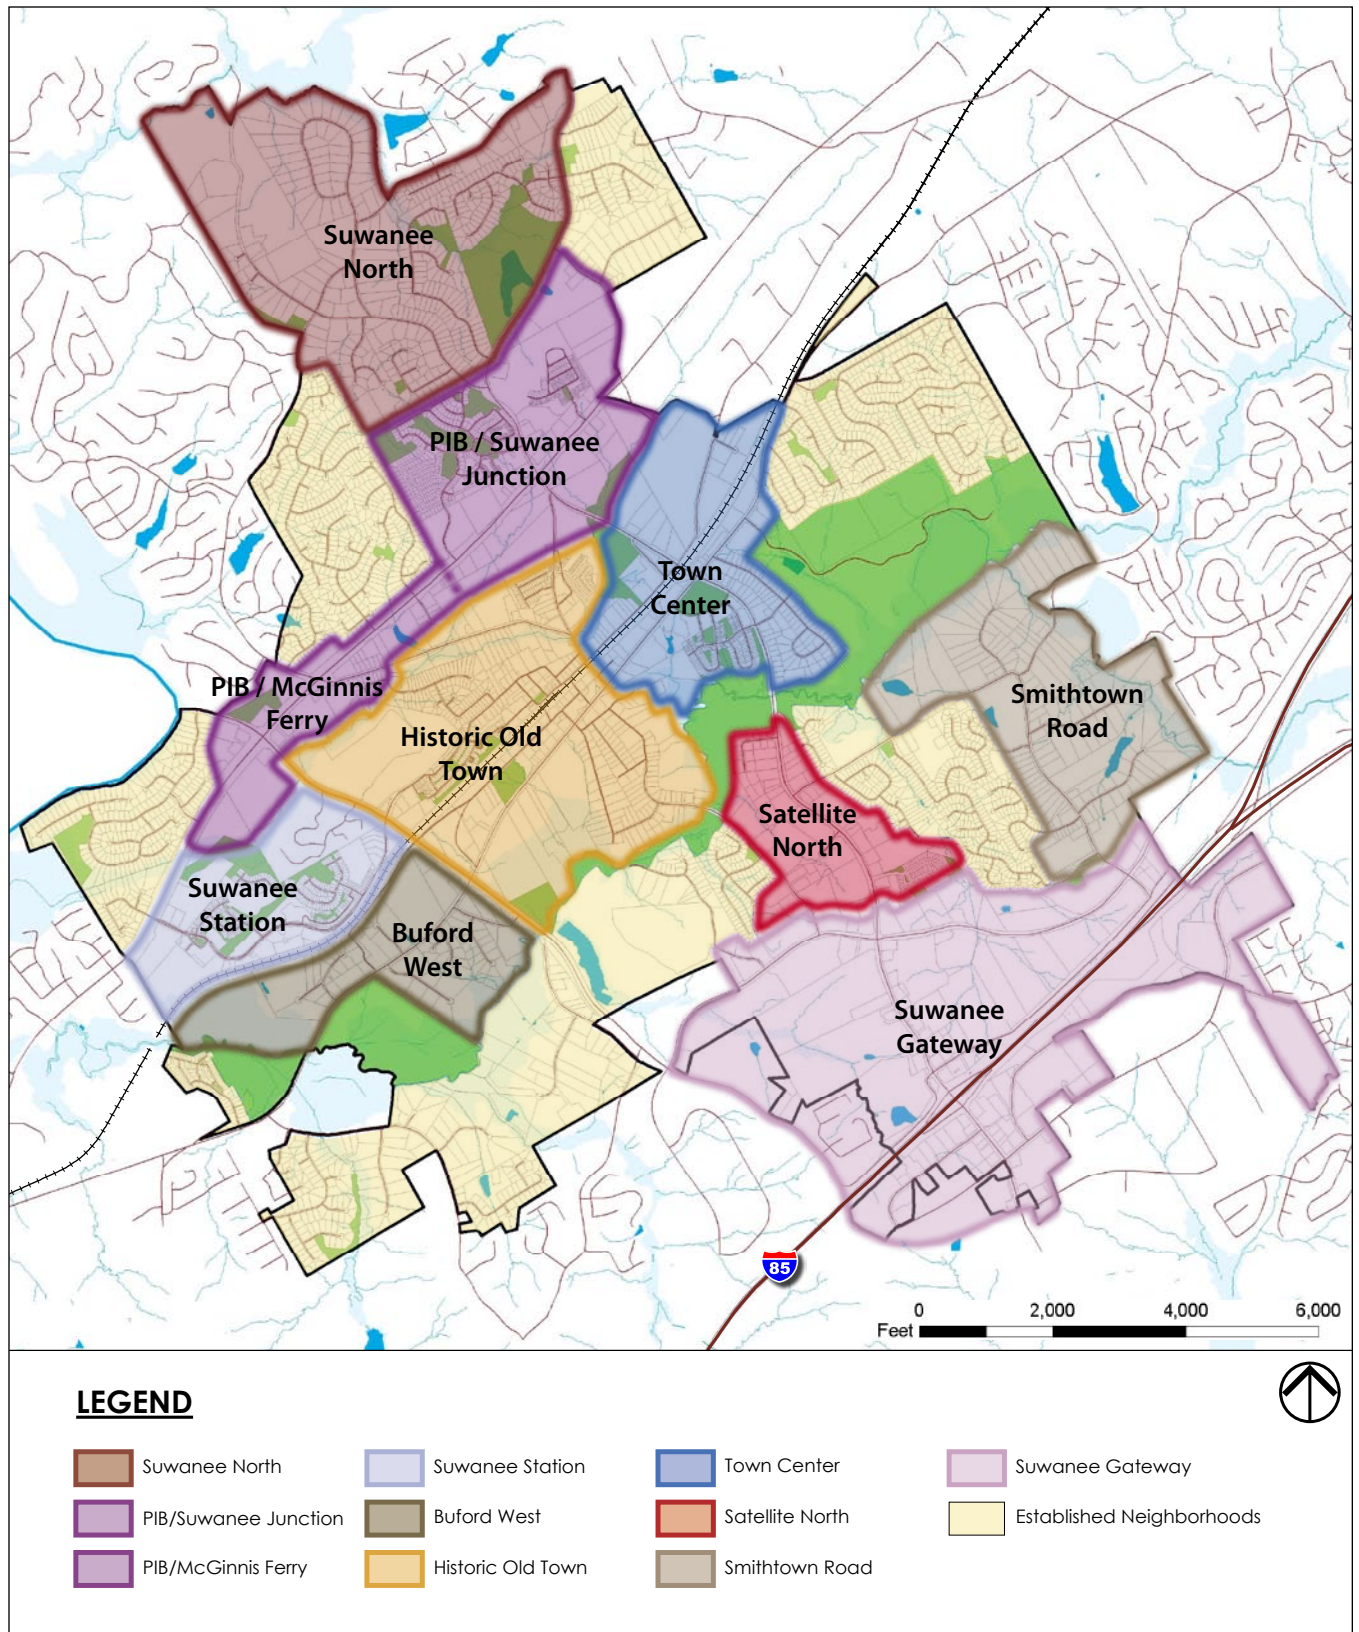 Suwanee
North
PIB / Suwanee
Junction
Town
Center
PIB / McGinnis
Ferry
Historic Old
Town
Smithtown
Road
Satellite
North
Suwanee
Station
Buford
West
Suwanee
Gateway
85
0 2,000 4,000 6,000
Feet
LEGEND
Suwanee North
PIB/Suwanee Junction
PIB/McGinnis Ferry
Suwanee Station
Buford West
Historic Old Town
Town Center
Satellite North
Smithtown Road
Suwanee Gateway
Established Neighborhoods